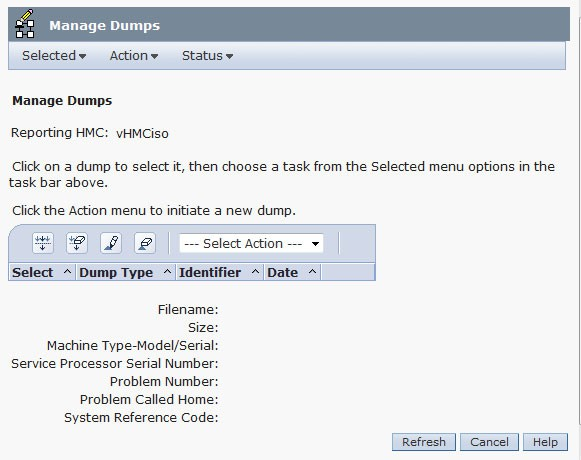 Manage Dumps
Selected Action Status
Manage Dumps
Reporting HMC: vHMCiso
Click on a dump to select it, then choose a task from the Selected menu options in the
task bar above.
Click the Action menu to initiate a new dump.
--- Select Action ---
Select ^ Dump Type ^ Identifier ^ Date ^
Filename:
Size:
Machine Type-Model/Serial:
Service Processor Serial Number:
Problem Number:
Problem Called Home:
System Reference Code:
Refresh Cancel Help